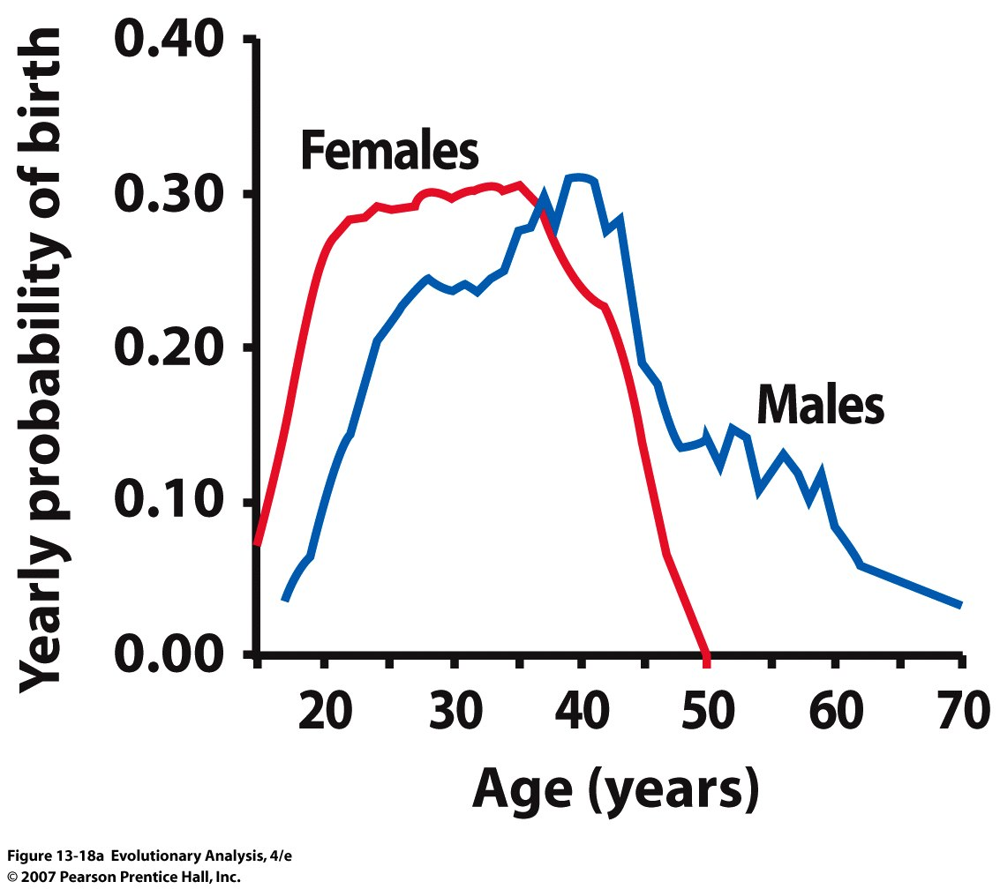 Yearly probability of birth
0.40
0.30
0.20
0.10
0.00
Females
Males
20 30 40 50 60 70
Age (years)
Figure 13-18a Evolutionary Analysis, 4/e
© 2007 Pearson Prentice Hall, Inc.